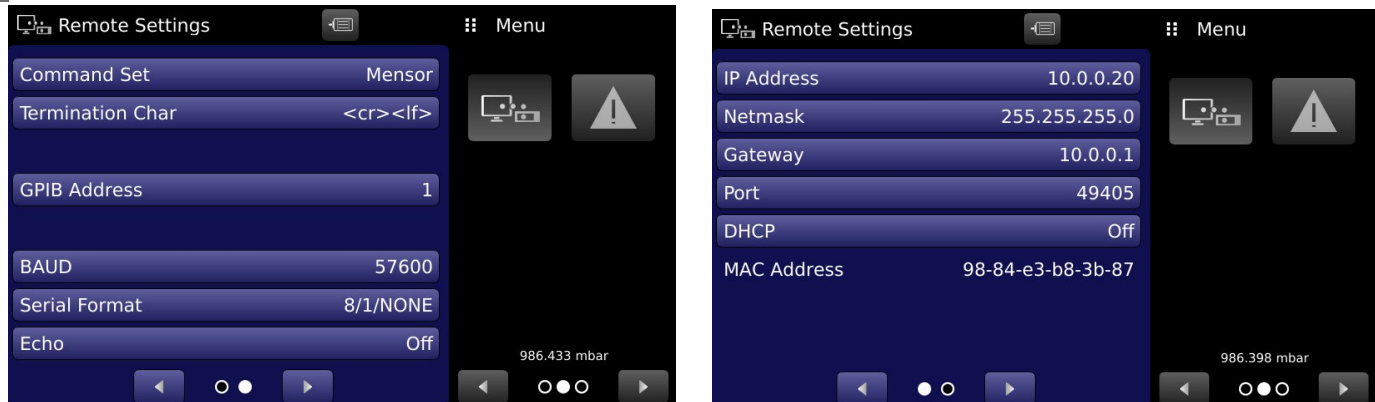 Remote Settings
Menu
Command Set Mensor
Termination Char <cr><lf>
GPIB Address 1
BAUD 57600
Serial Format 8/1/NONE
Echo Off
986.433 mbar
Remote Settings
Menu
IP Address 10.0.0.20
Netmask 255.255.255.0
Gateway 10.0.0.1
Port 49405
DHCP Off
MAC Address 98-84-e3-b8-3b-87
986.398 mbar